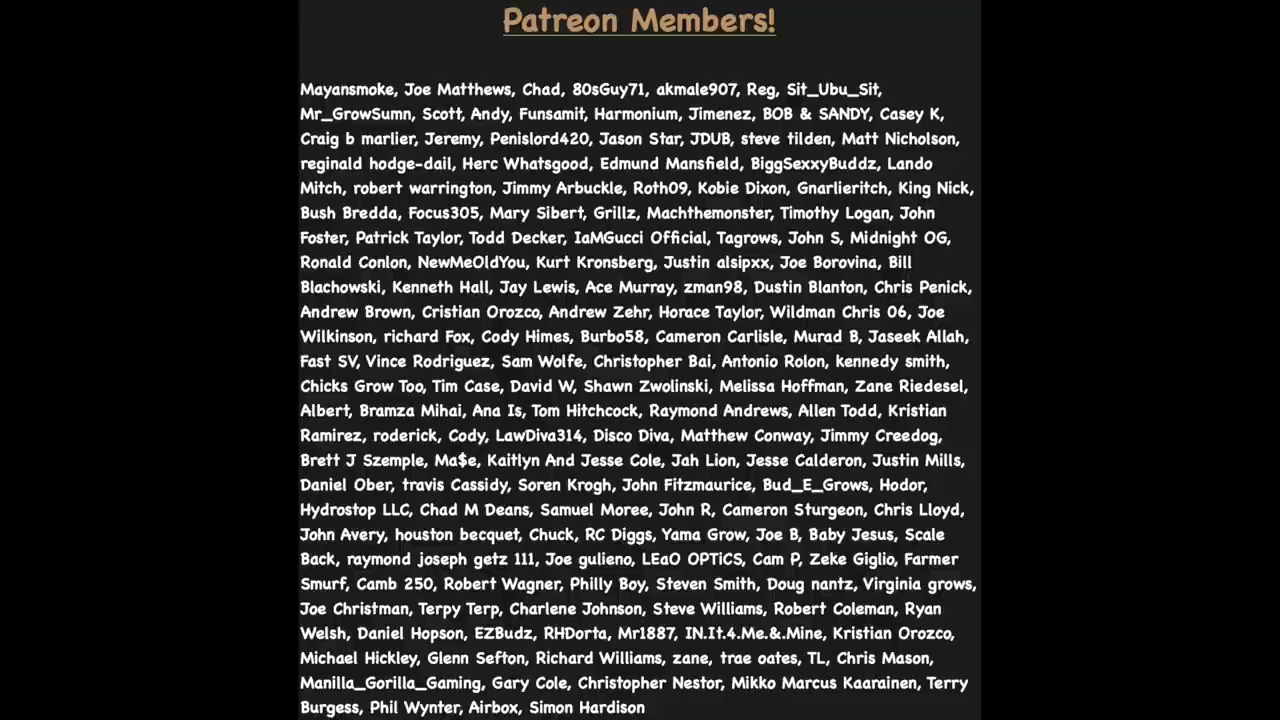 Patreon Members!
Mayansmoke, Joe Matthews, Chad, 80sGuy71, akmale907, Reg, Sit_Ubu_Sit,
Mr_GrowSumn, Scott, Andy, Funsamit, Harmonium, Jimenez, BOB & SANDY, Casey K,
Craig b marlier, Jeremy, Penislord420, Jason Star, JDUB, steve tilden, Matt Nicholson,
reginald hodge-dail, Herc Whatsgood, Edmund Mansfield, BiggSexxyBuddz, Lando
Mitch, robert warrington, Jimmy Arbuckle, Roth09, Kobie Dixon, Gnarlieritch, King Nick,
Bush Bredda, Focus305, Mary Sibert, Grillz, Machthemonster, Timothy Logan, John
Foster, Patrick Taylor, Todd Decker, IaMGucci Official, Tagrows, John S, Midnight OG,
Ronald Conlon, NewMeOldYou, Kurt Kronsberg, Justin alsipxx, Joe Borovina, Bill
Blachowski, Kenneth Hall, Jay Lewis, Ace Murray, zman98, Dustin Blanton, Chris Penick,
Andrew Brown, Cristian Orozco, Andrew Zehr, Horace Taylor, Wildman Chris 06, Joe
Wilkinson, richard Fox, Cody Himes, Burbo58, Cameron Carlisle, Murad B, Jaseek Allah,
Fast SV, Vince Rodriguez, Sam Wolfe, Christopher Bai, Antonio Rolon, kennedy smith,
Chicks Grow Too, Tim Case, David W, Shawn Zwolinski, Melissa Hoffman, Zane Riedesel,
Albert, Bramza Mihai, Ana Is, Tom Hitchcock, Raymond Andrews, Allen Todd, Kristian
Ramirez, roderick, Cody, LawDiva314, Disco Diva, Matthew Conway, Jimmy Creedog,
Brett J Szemple, Ma$e, Kaitlyn And Jesse Cole, Jah Lion, Jesse Calderon, Justin Mills,
Daniel Ober, travis Cassidy, Soren Krogh, John Fitzmaurice, Bud_E_Grows, Hodor,
Hydrostop LLC, Chad M Deans, Samuel Moree, John R, Cameron Sturgeon, Chris Lloyd,
John Avery, houston becquet, Chuck, RC Diggs, Yama Grow, Joe B, Baby Jesus, Scale
Back, raymond joseph getz 111, Joe gulieno, LEaO OPTiCS, Cam P, Zeke Giglio, Farmer
Smurf, Camb 250, Robert Wagner, Philly Boy, Steven Smith, Doug nantz, Virginia grows,
Joe Christman, Terpy Terp, Charlene Johnson, Steve Williams, Robert Coleman, Ryan
Welsh, Daniel Hopson, EZBudz, RHDorta, Mr1887, IN.It.4.Me.&.Mine, Kristian Orozco,
Michael Hickley, Glenn Sefton, Richard Williams, zane, trae oates, TL, Chris Mason,
Manilla_Gorilla_Gaming, Gary Cole, Christopher Nestor, Mikko Marcus Kaarainen, Terry
Burgess, Phil Wynter, Airbox, Simon Hardison